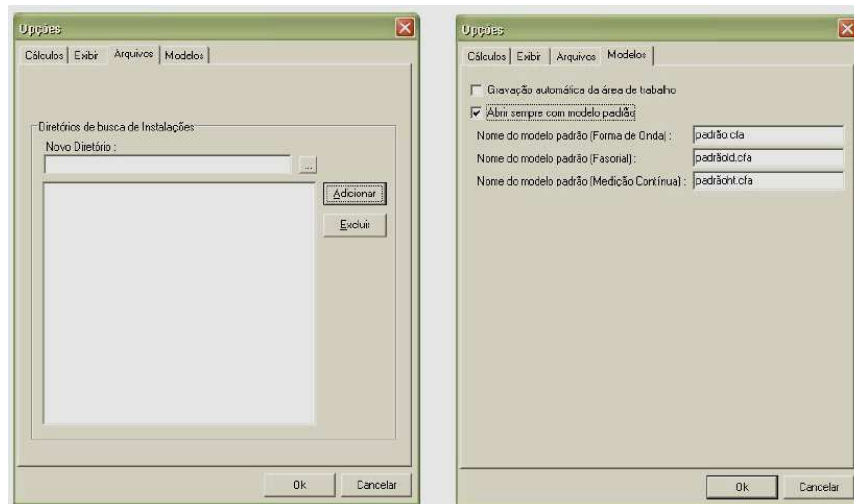 Opções
Cálculos Exibir Arquivos Modelos
Diretórios de busca de Instalações
Novo Diretório :
...
Adicionar
Excluir
Ok Cancelar
Opções
Cálculos Exibir Arquivos Modelos
Gravação automática da área de trabalho
Abrir sempre com modelo padrão
Nome do modelo padrão (Forma de Onda) : padrão.cfa
Nome do modelo padrão (Fasorial) : padrãold.cfa
Nome do modelo padrão (Medição Contínua) : padrãoht.cfa
Ok Cancelar